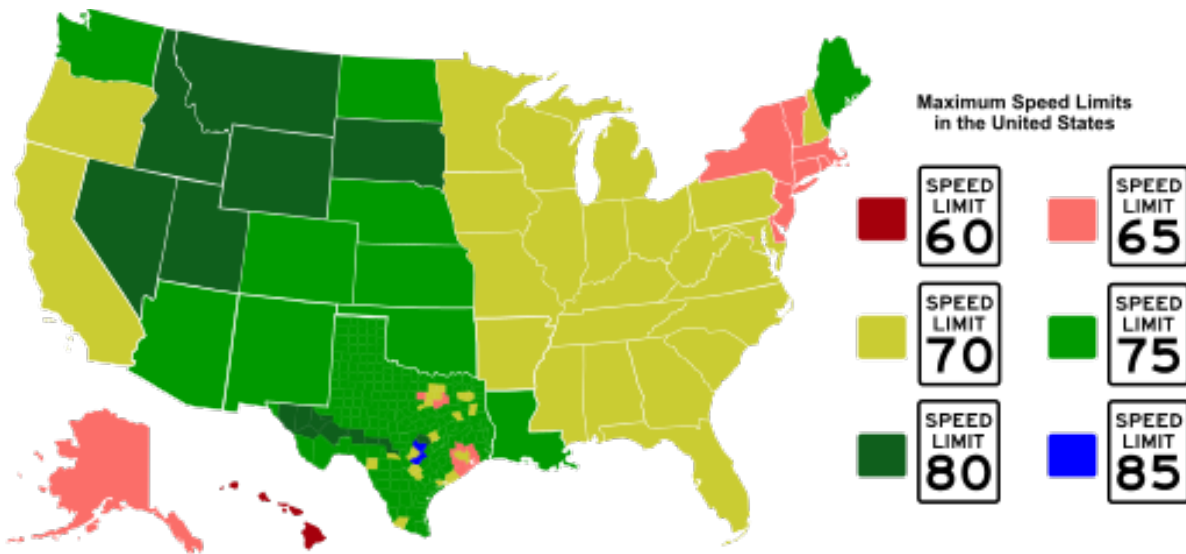 Maximum Speed Limits
in the United States
SPEED
LIMIT
60
SPEED
LIMIT
65
SPEED
LIMIT
70
SPEED
LIMIT
75
SPEED
LIMIT
80
SPEED
LIMIT
85